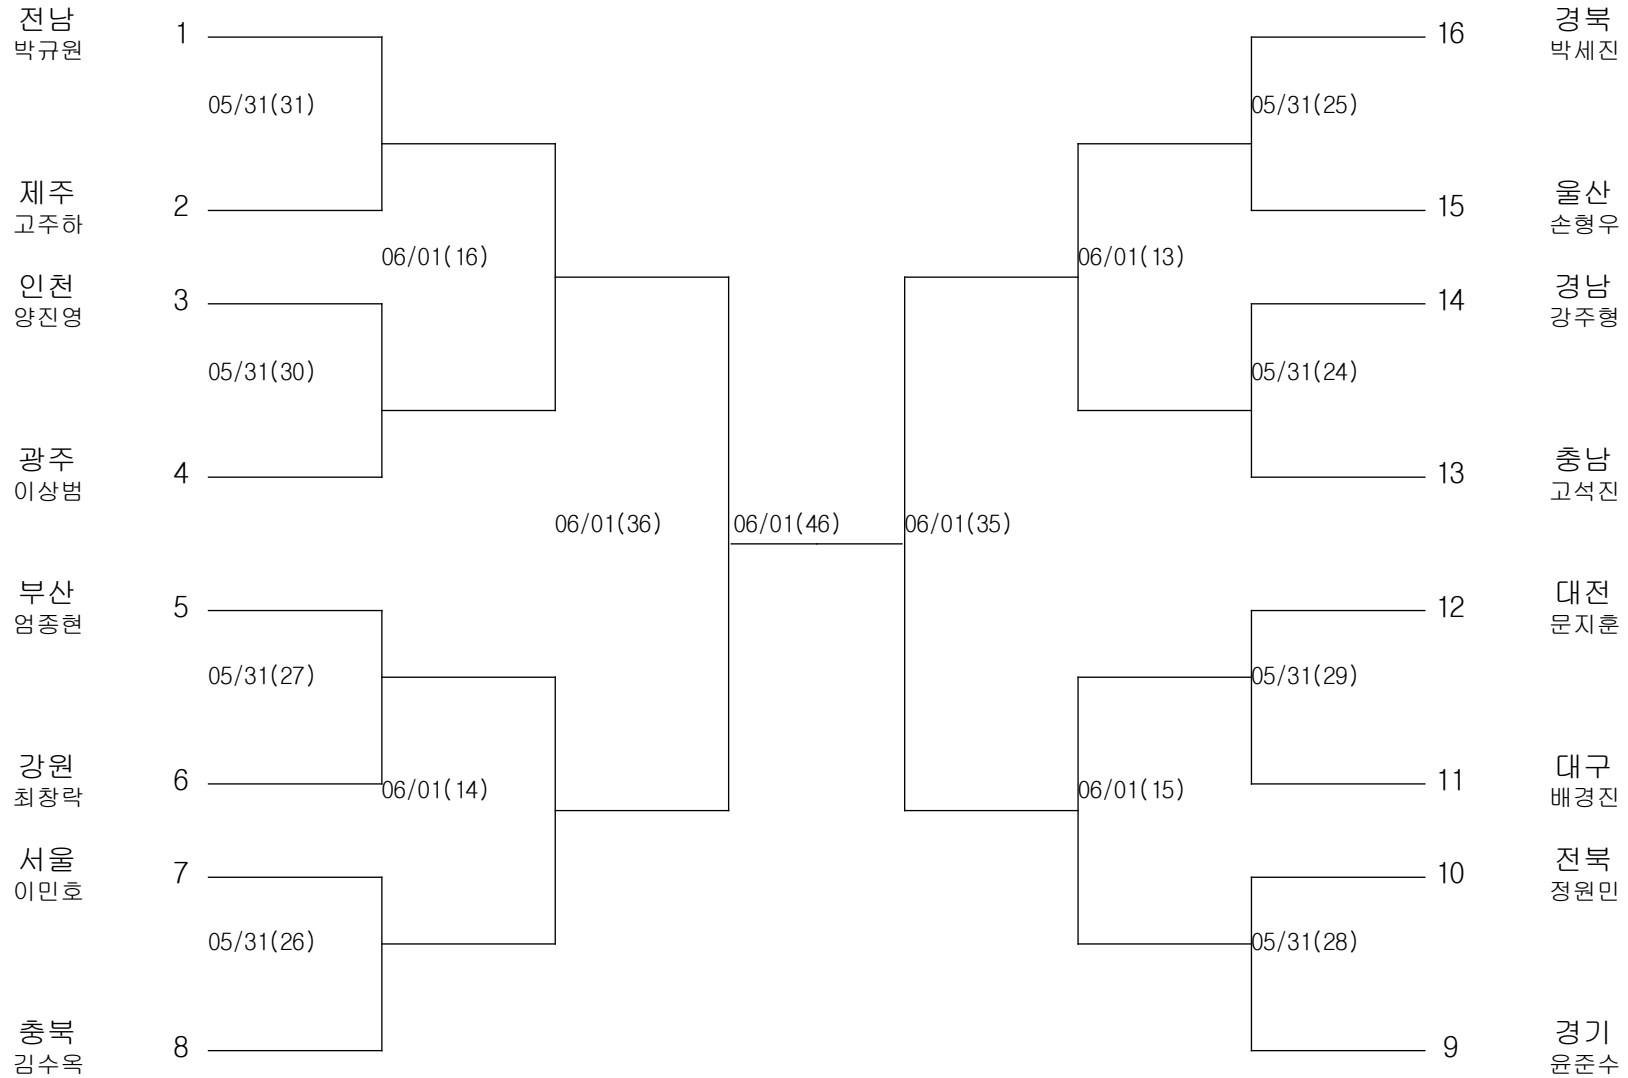 전남
박규원
1
05/31(31)
제주
고주하
2
06/01(16)
인천
양진영
3
05/31(30)
광주
이상범
4
06/01(36)
부산
엄종현
5
05/31(27)
강원
최창락
6
06/01(14)
서울
이민호
7
05/31(26)
충북
김수옥
8
06/01(46)
경북
박세진
16
05/31(25)
울산
손형우
15
06/01(13)
경남
강주형
14
05/31(24)
충남
고석진
13
06/01(35)
대전
문지훈
12
05/31(29)
대구
배경진
11
06/01(15)
전북
정원민
10
05/31(28)
경기
윤준수
9